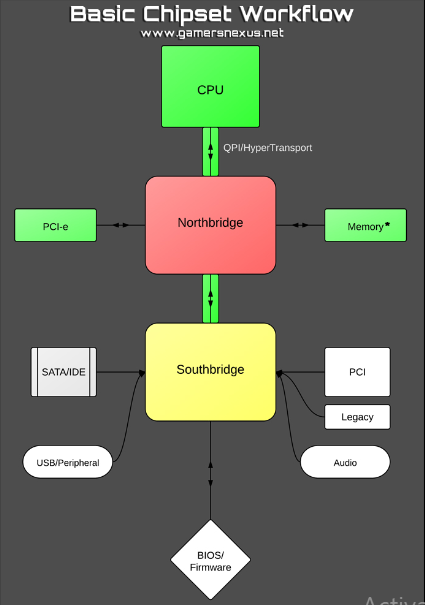 Basic Chipset Workflow
www.gamersnexus.net
CPU
QPI/HyperTransport
Northbridge
PCI-e
Memory*
Southbridge
SATA/IDE
PCI
Legacy
USB/Peripheral
Audio
BIOS/
Firmware